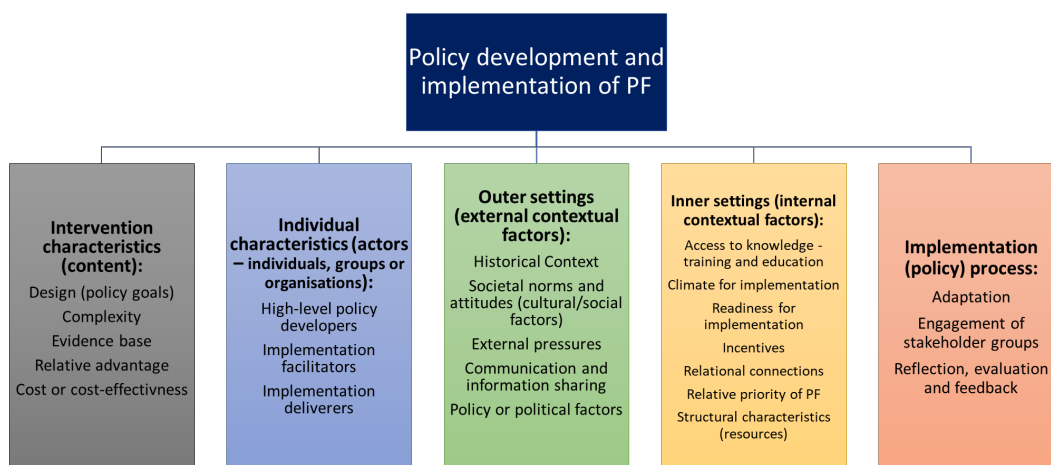 Policy development and
implementation of PF
Intervention
characteristics
(content):
Design (policy goals)
Complexity
Evidence base
Relative advantage
Cost or cost-effectiveness
Individual
characteristics (actors
– individuals, groups or
organisations):
High-level policy
developers
Implementation
facilitators
Implementation
deliverers
Outer settings
(external contextual
factors):
Historical Context
Societal norms and
attitudes (cultural/social
factors)
External pressures
Communication and
information sharing
Policy or political factors
Inner settings (internal
contextual factors):
Access to knowledge -
training and education
Climate for implementation
Readiness for
implementation
Incentives
Relational connections
Relative priority of PF
Structural characteristics
(resources)
Implementation
(policy) process:
Adaptation
Engagement of
stakeholder groups
Reflection, evaluation
and feedback